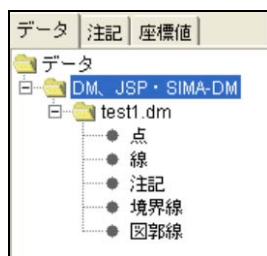 データ 注記 座標値
データ
DM、JSP・SIMA-DM
test1.dm
点
線
注記
境界線
図郭線